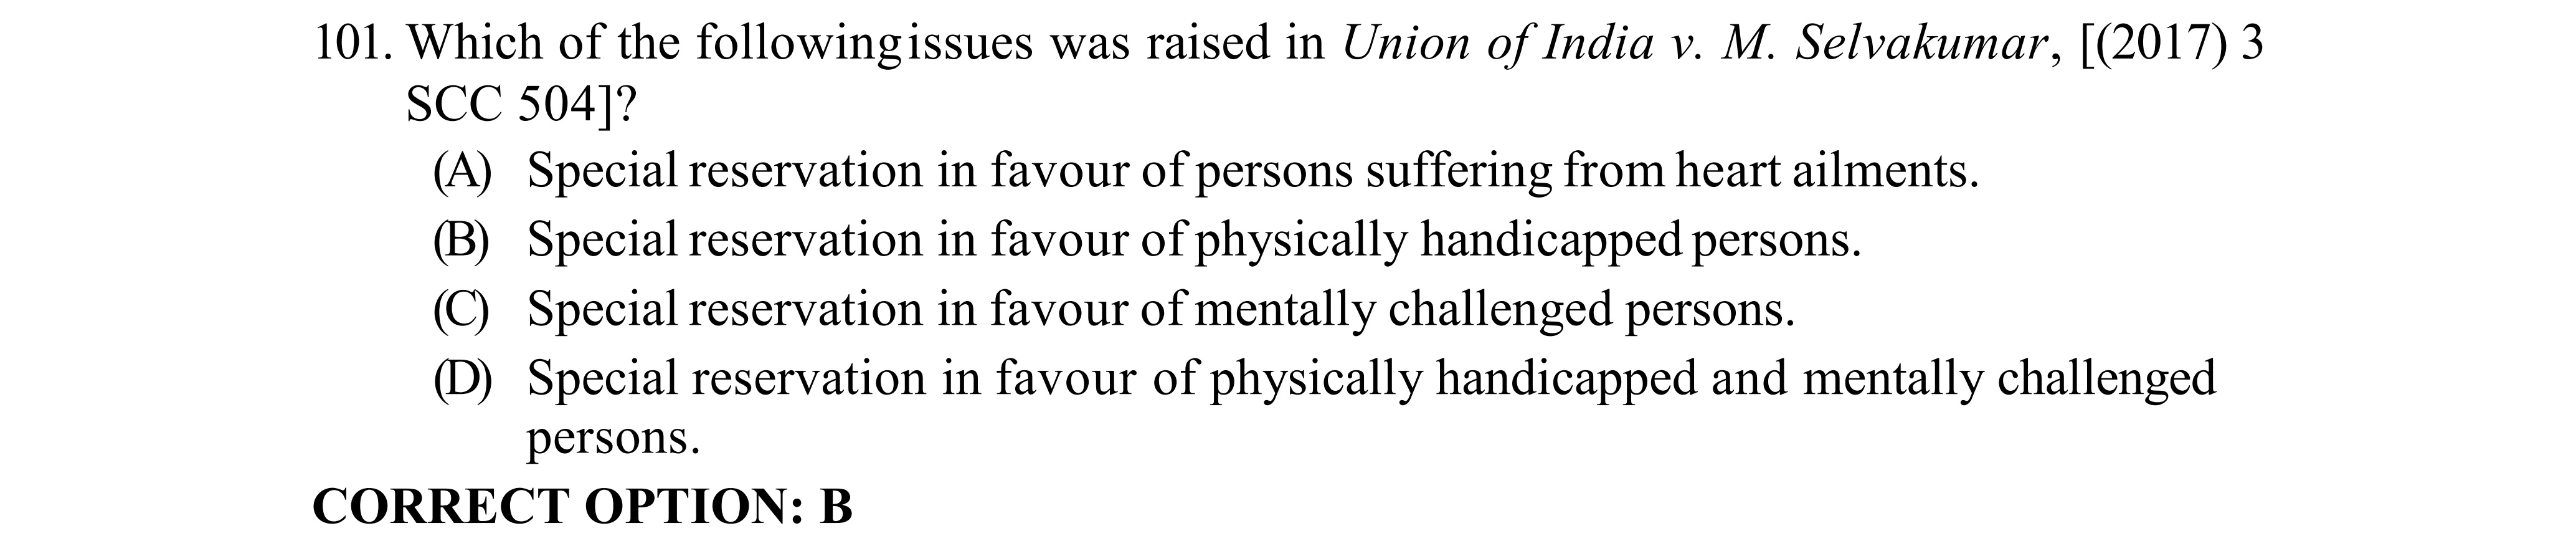 101. Which of the following issues was raised in Union of India v. M. Selvakumar, [(2017) 3
SCC 504]?
(A) Special reservation in favour of persons suffering from heart ailments.
(B) Special reservation in favour of physically handicapped persons.
(C) Special reservation in favour of mentally challenged persons.
(D) Special reservation in favour of physically handicapped and mentally challenged
persons.
CORRECT OPTION: B